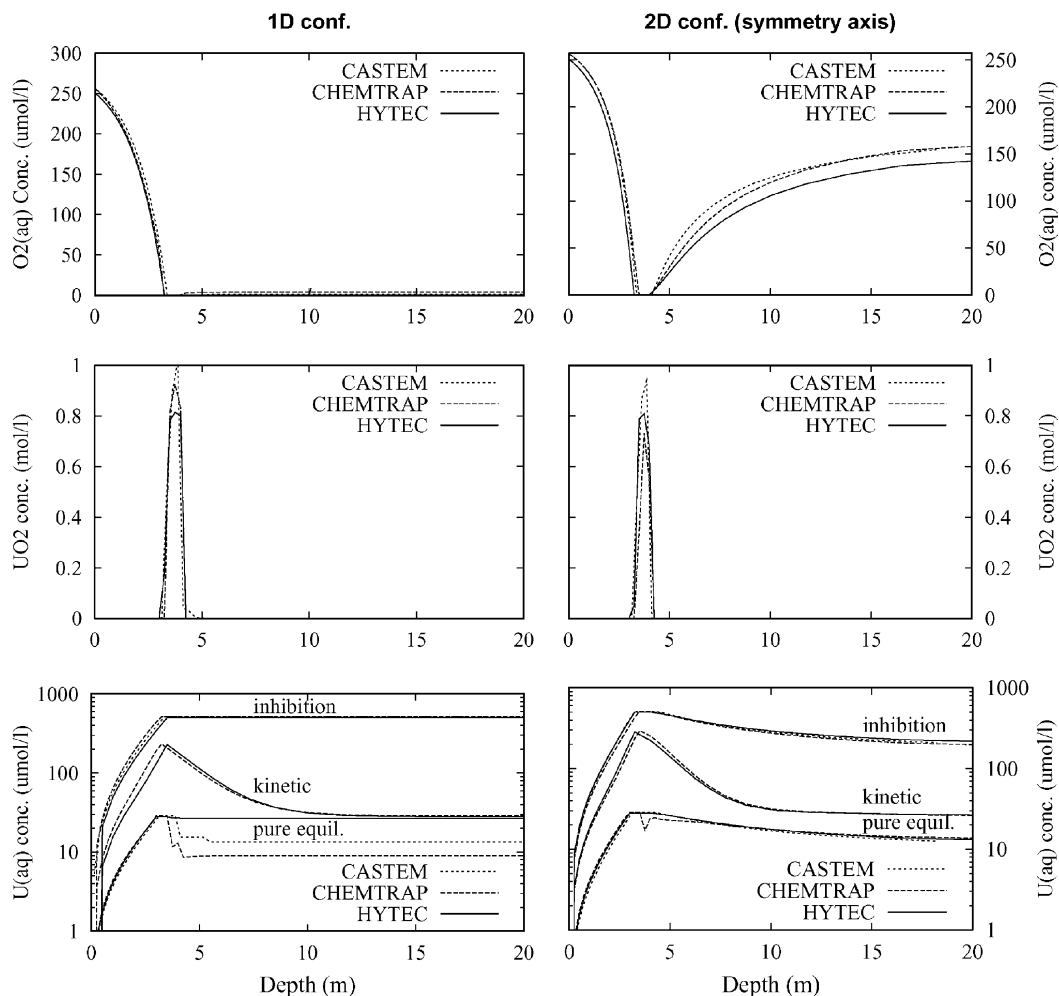 1D conf.
2D conf. (symmetry axis)
O2(aq) Conc. (umol/l)
300
250
200
150
100
50
0
CASTEM
CHEMTRAP
HYTEC
0 5 10 15 20
CASTEM
CHEMTRAP
HYTEC
250
200
150
100
50
0
O2(aq) conc. (umol/l)
0 5 10 15 20
UO2 conc. (mol/l)
1
0.8
0.6
0.4
0.2
0
CASTEM
CHEMTRAP
HYTEC
0 5 10 15 20
CASTEM
CHEMTRAP
HYTEC
1
0.8
0.6
0.4
0.2
0
UO2 conc. (mol/l)
0 5 10 15 20
U(aq) conc. (umol/l)
1000
100
10
1
inhibition
kinetic
pure equil.
CASTEM
CHEMTRAP
HYTEC
0 5 10 15 20
Depth (m)
inhibition
kinetic
pure equil.
CASTEM
CHEMTRAP
HYTEC
1000
100
10
1
U(aq) conc. (umol/l)
0 5 10 15 20
Depth (m)